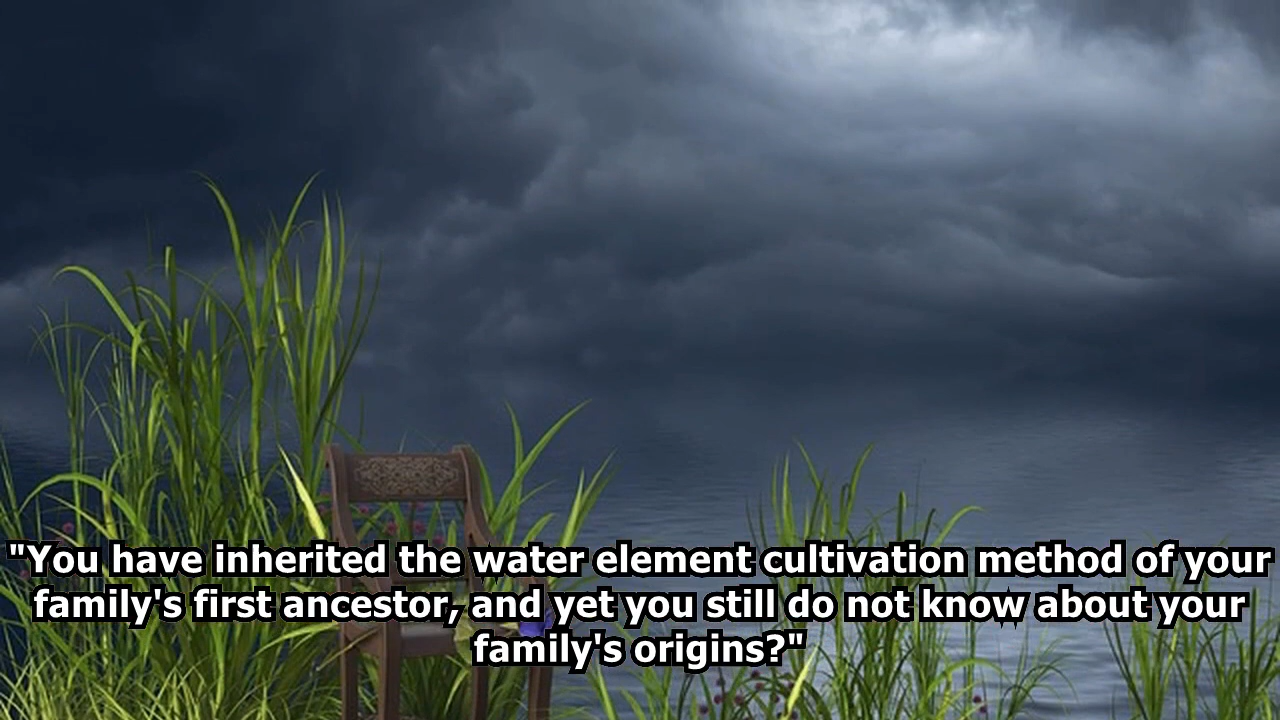 "You have inherited the water element cultivation method of your
family's first ancestor, and yet you still do not know about your
family's origins?"